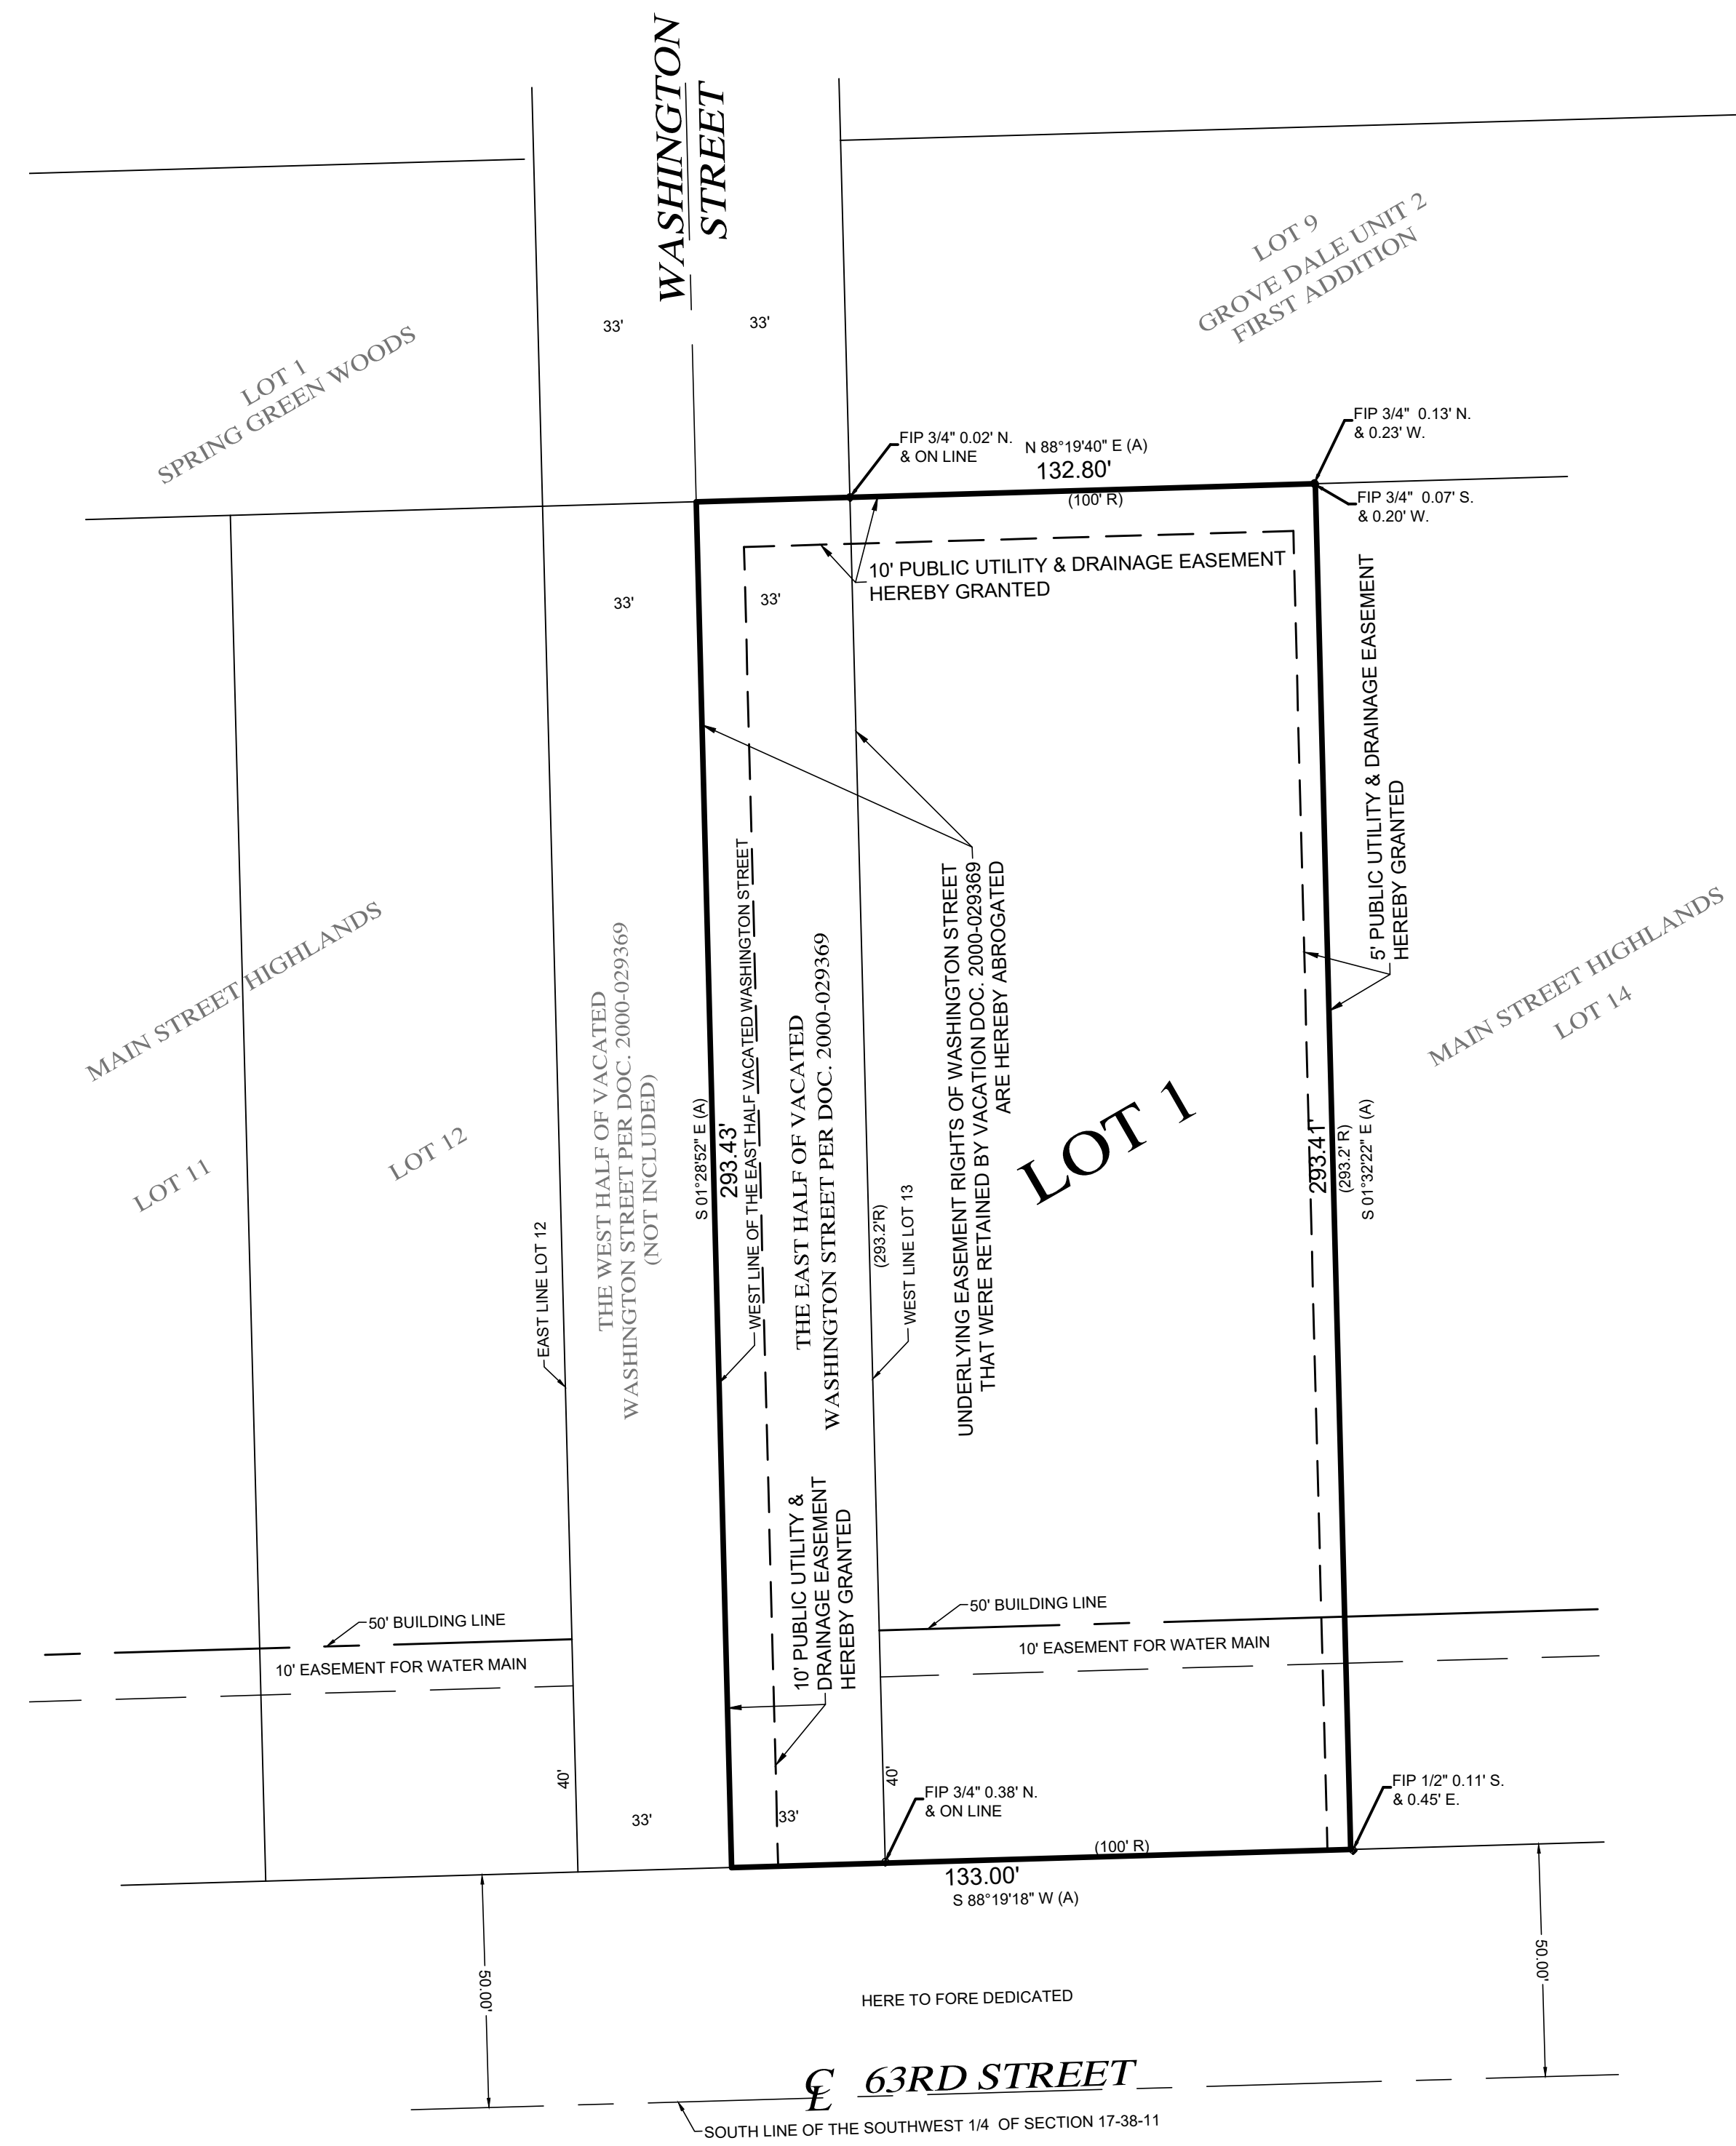 WASHINGTON
STREET
LOT 9
GROVE DALE UNIT 2
FIRST ADDITION
33'
33'
LOT 1
SPRING GREEN WOODS
FIP 3/4" 0.02' N.
& ON LINE
N 88°19'40" E (A)
132.80'
(100' R)
FIP 3/4" 0.13' N.
& 0.23' W.
FIP 3/4" 0.07' S.
& 0.20' W.
10' PUBLIC UTILITY & DRAINAGE EASEMENT
HEREBY GRANTED
33'
33'
5' PUBLIC UTILITY & DRAINAGE EASEMENT
HEREBY GRANTED
MAIN STREET HIGHLANDS
LOT 11
LOT 12
EAST LINE LOT 12
THE WEST HALF OF VACATED
WASHINGTON STREET PER DOC. 2000-029369
(NOT INCLUDED)
S 01°28'52" E (A)
293.43'
WEST LINE OF THE EAST HALF VACATED WASHINGTON STREET
THE EAST HALF OF VACATED
WASHINGTON STREET PER DOC. 2000-029369
(293.2'R)
WEST LINE LOT 13
UNDERLYING EASEMENT RIGHTS OF WASHINGTON STREET
THAT WERE RETAINED BY VACATION DOC. 2000-029369
ARE HEREBY ABROGATED
LOT 1
293.41'
(293.2' R)
S 01°32'22" E (A)
MAIN STREET HIGHLANDS
LOT 14
10' PUBLIC UTILITY &
DRAINAGE EASEMENT
HEREBY GRANTED
50' BUILDING LINE
10' EASEMENT FOR WATER MAIN
50' BUILDING LINE
10' EASEMENT FOR WATER MAIN
40'
40'
33'
33'
FIP 3/4" 0.38' N.
& ON LINE
FIP 1/2" 0.11' S.
& 0.45' E.
(100' R)
133.00'
S 88°19'18" W (A)
50.00'
50.00'
HERE TO FORE DEDICATED
CL 63RD STREET
SOUTH LINE OF THE SOUTHWEST 1/4 OF SECTION 17-38-11